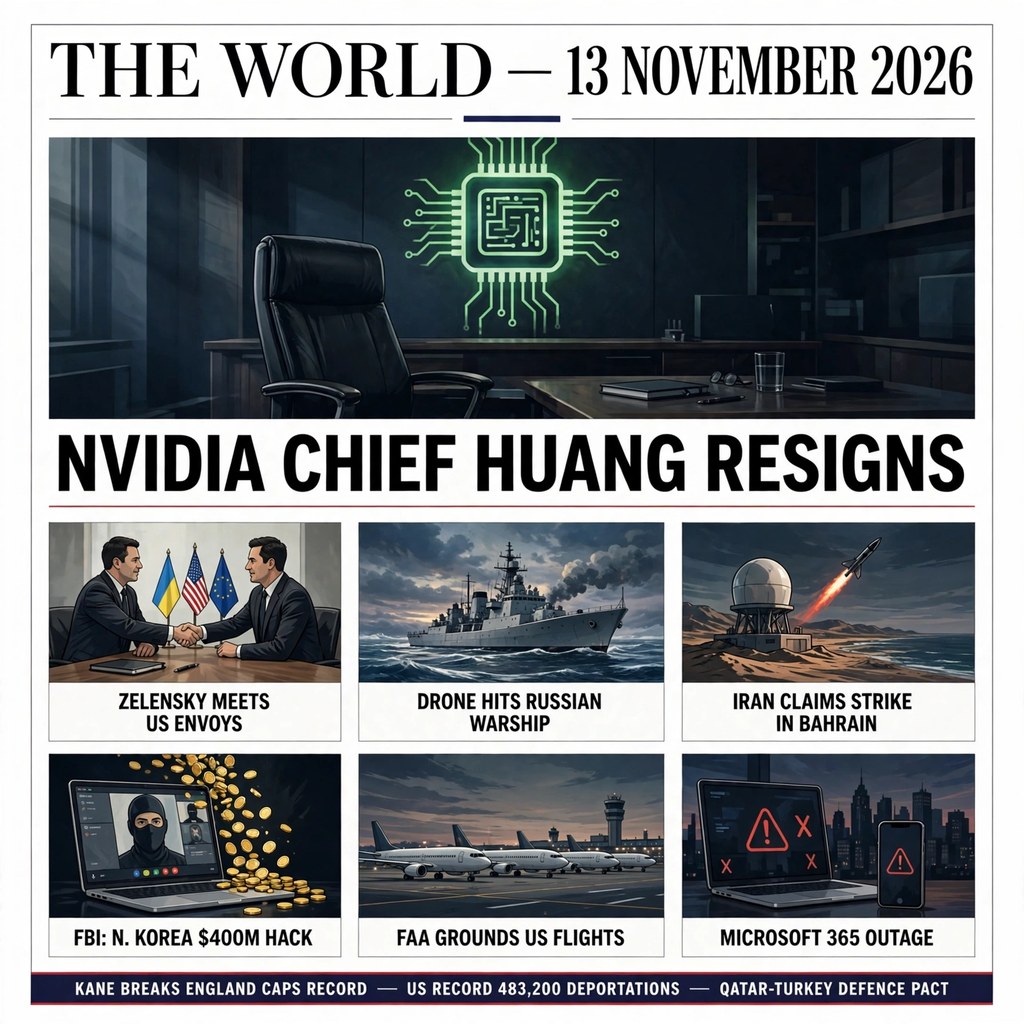 THE WORLD — 13 NOVEMBER 2026
NVIDIA CHIEF HUANG RESIGNS
ZELENSKY MEETS
US ENVOYS
DRONE HITS RUSSIAN
WARSHIP
IRAN CLAIMS STRIKE
IN BAHRAIN
FBI: N. KOREA $400M HACK
FAA GROUNDS US FLIGHTS
MICROSOFT 365 OUTAGE
KANE BREAKS ENGLAND CAPS RECORD — US RECORD 483,200 DEPORTATIONS — QATAR-TURKEY DEFENCE PACT